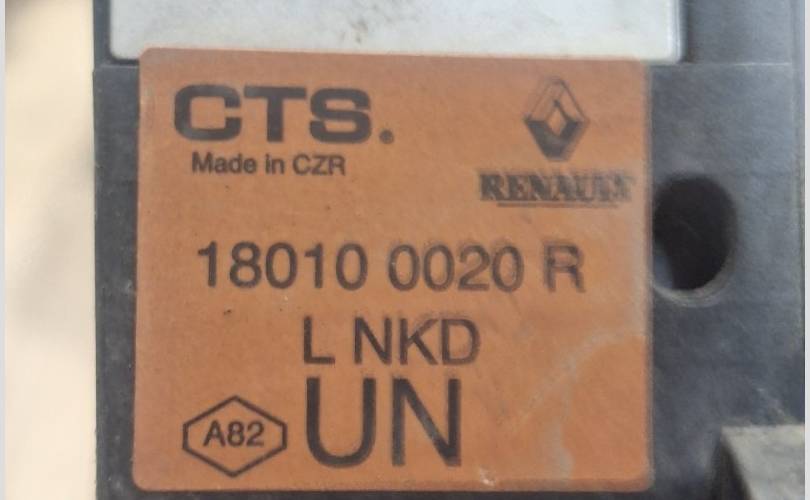 CTS.
Made in CZR
RENAULT
18010 0020 R
L NKD
UN
A82